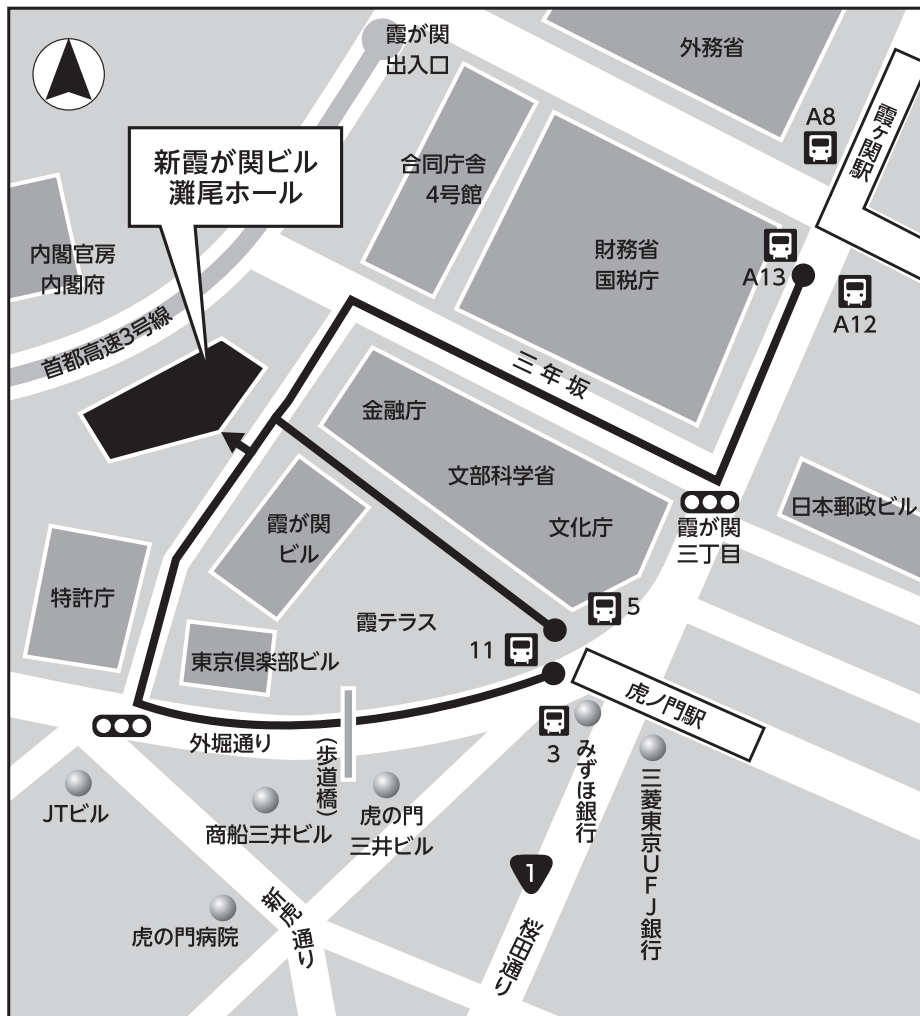 霞が関
出入口
外務省
A8
霞ヶ関駅
新霞が関ビル
灘尾ホール
合同庁舎
4号館
内閣官房
内閣府
財務省
国税庁
A13
A12
首都高速3号線
三年坂
金融庁
文部科学省
文化庁
日本郵政ビル
霞が関
三丁目
霞が関
ビル
特許庁
霞テラス
5
11
東京倶楽部ビル
虎ノ門駅
外堀通り
(歩道橋)
3
みずほ銀行
三菱東京UFJ銀行
JTビル
商船三井ビル
虎の門
三井ビル
1
虎の門病院
新虎通り
桜田通り